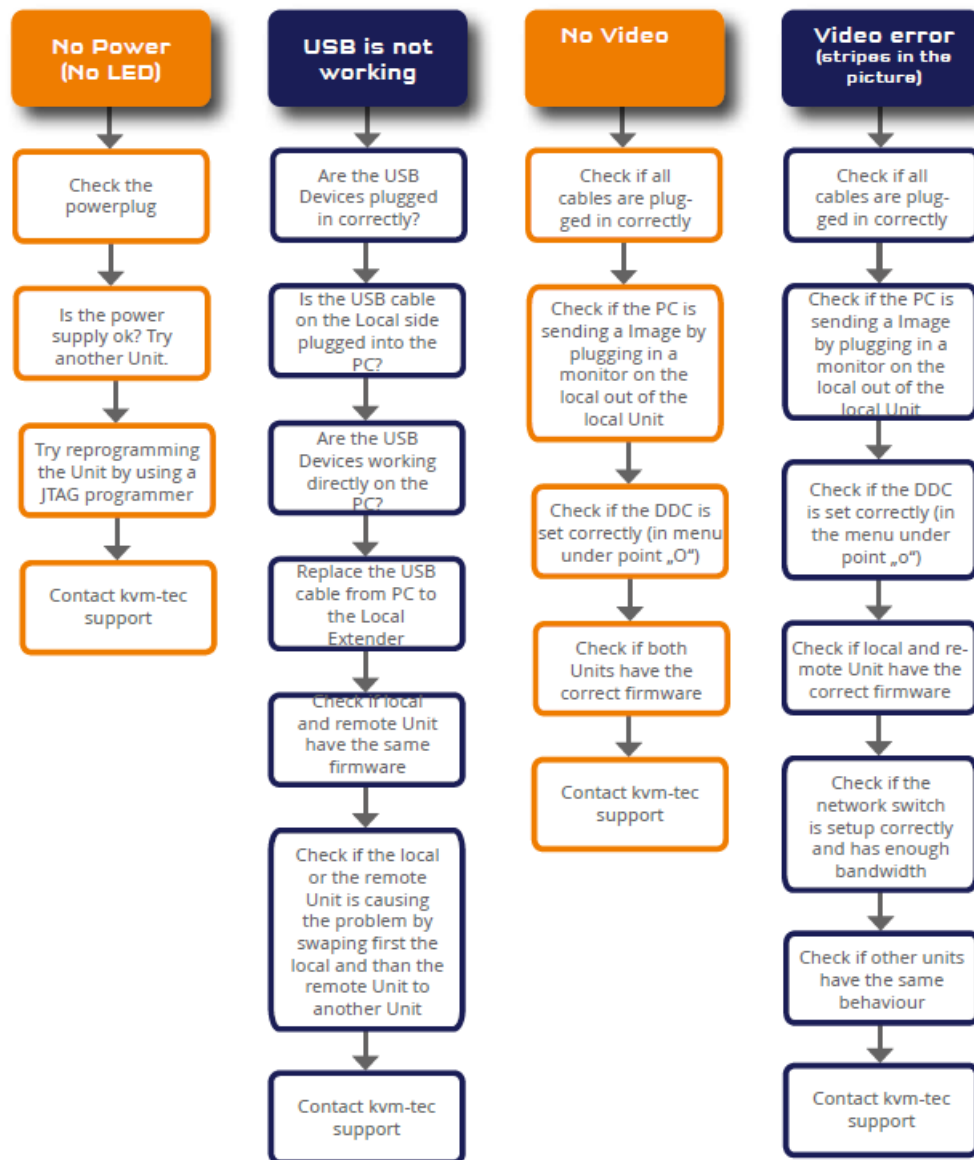 No Power
(No LED)
Check the
powerplug
Is the power
supply ok? Try
another Unit.
Try reprogramming
the Unit by using a
JTAG programmer
Contact kvm-tec
support
USB is not
working
Are the USB
Devices plugged
in correctly?
Is the USB cable
on the Local side
plugged into the
PC?
Are the USB
Devices working
directly on the
PC?
Replace the USB
cable from PC to
the Local
Extender
Check if local
and remote Unit
have the same
firmware
Check if the local
or the remote
Unit is causing
the problem by
swaping first the
local and than the
remote Unit to
another Unit
Contact kvm-tec
support
No Video
Check if all
cables are plug-
ged in correctly
Check if the PC is
sending a Image by
plugging in a
monitor on the
local out of the
local Unit
Check if the DDC is
set correctly (in menu
under point „O“)
Check if both
Units have the
correct firmware
Contact kvm-tec
support
Video error
(stripes in the
picture)
Check if all
cables are plug-
ged in correctly
Check if the PC is
sending a Image
by plugging in a
monitor on the
local out of the
local Unit
Check if the DDC
is set correctly (in
the menu under
point „o“)
Check if local and re-
mote Unit have the
correct firmware
Check if the
network switch
is setup correctly
and has enough
bandwidth
Check if other units
have the same
behaviour
Contact kvm-tec
support